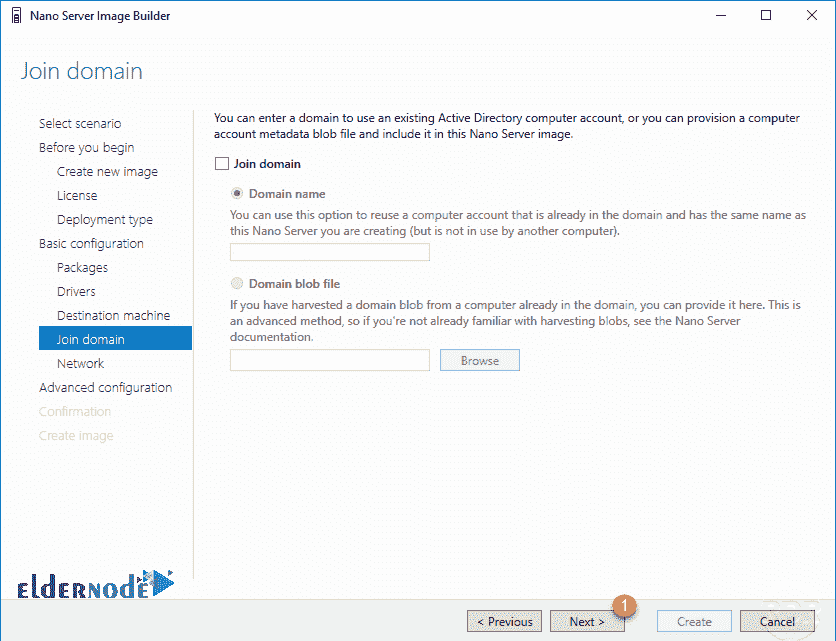 Nano Server Image Builder
Join domain
Select scenario
Before you begin
Create new image
License
Deployment type
Basic configuration
Packages
Drivers
Destination machine
Join domain
Network
Advanced configuration
Confirmation
Create image
You can enter a domain to use an existing Active Directory computer account, or you can provision a computer
account metadata blob file and include it in this Nano Server image.
Join domain
Domain name
You can use this option to reuse a computer account that is already in the domain and has the same name as
this Nano Server you are creating (but is not in use by another computer).
Domain blob file
If you have harvested a domain blob from a computer already in the domain, you can provide it here. This is
an advanced method, so if you're not already familiar with harvesting blobs, see the Nano Server
documentation.
Browse
eldernode
1
< Previous
Next >
Create
Cancel